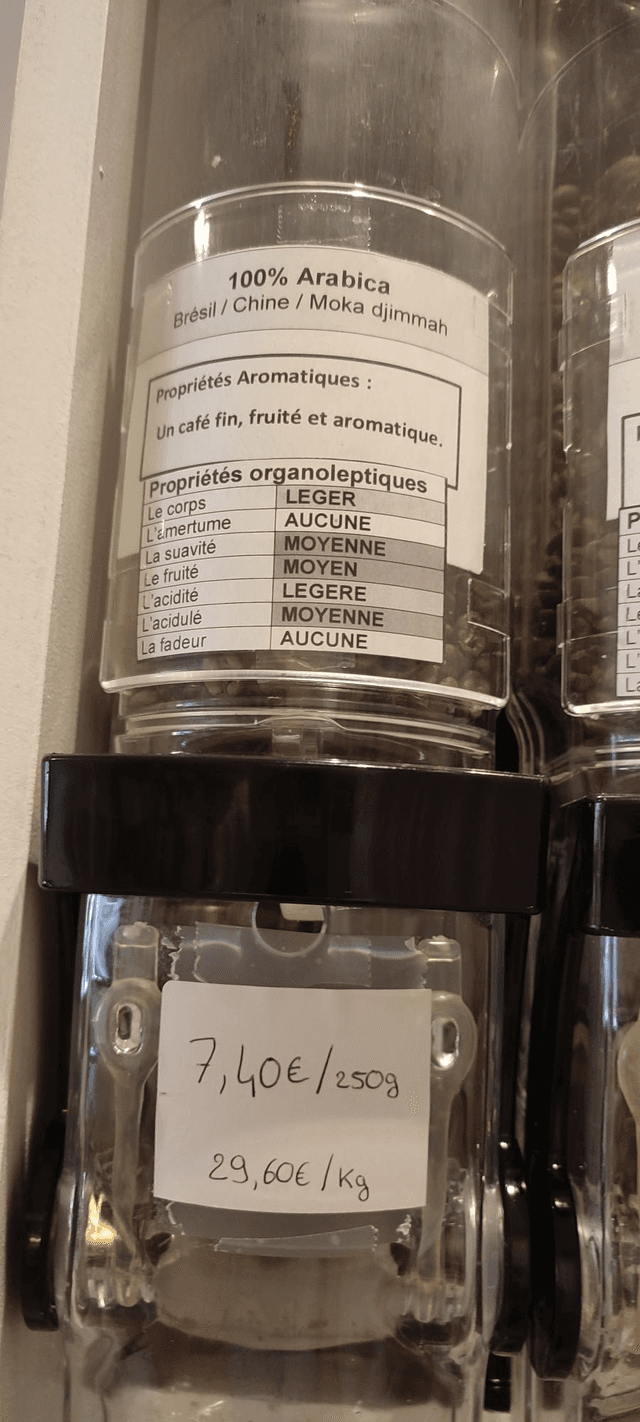 100% Arabica
Brésil / Chine / Moka djimmah
Propriétés Aromatiques :
Un café fin, fruité et aromatique.
Propriétés organoleptiques
Le corps LEGER
L'amertume AUCUNE
La suavité MOYENNE
Le fruité MOYEN
L'acidité LEGERE
L'acidulé MOYENNE
La fadeur AUCUNE
7,40€/250g
29,60€/Kg